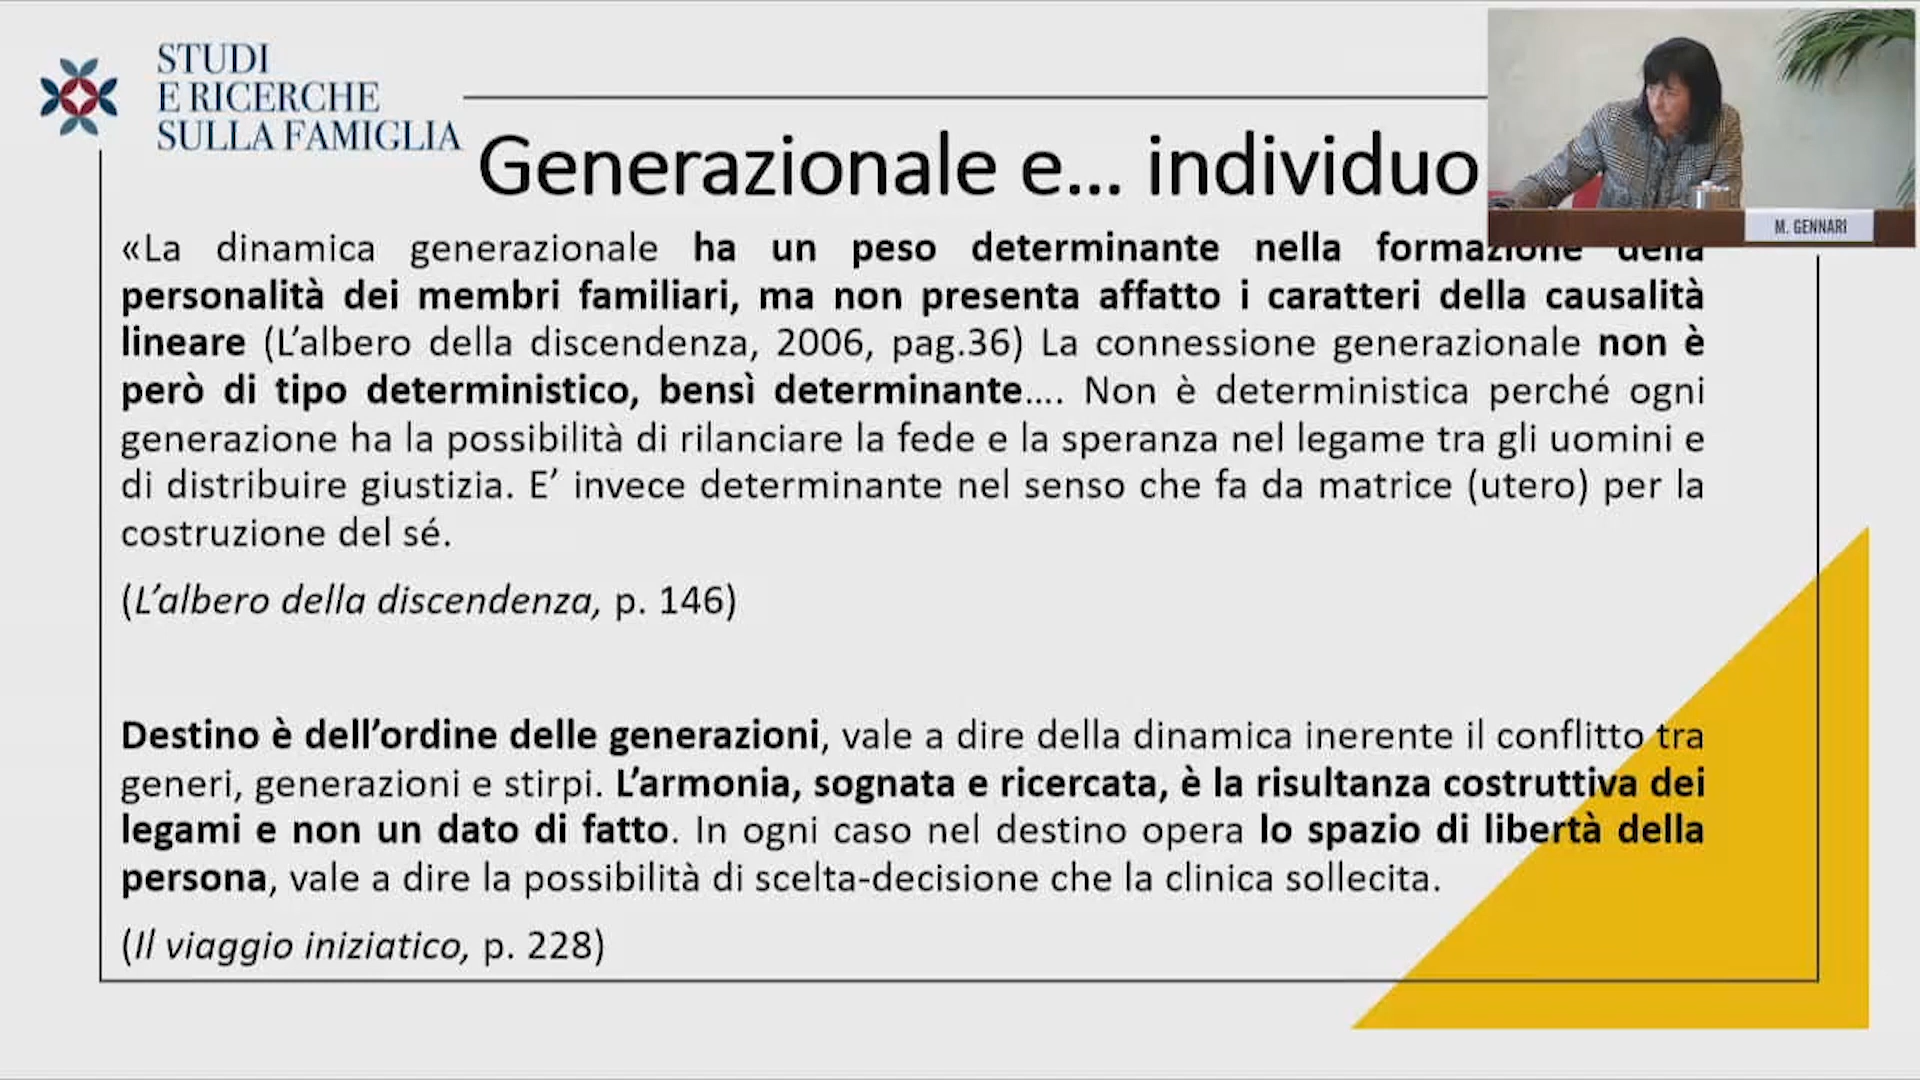 STUDI
E RICERCHE
SULLA FAMIGLIA
Generazionale e... individuo
M. GENNARI
«La dinamica generazionale ha un peso determinante nella formazione della
personalità dei membri familiari, ma non presenta affatto i caratteri della causalità
lineare (L’albero della discendenza, 2006, pag.36) La connessione generazionale non è
però di tipo deterministico, bensì determinante.... Non è deterministica perché ogni
generazione ha la possibilità di rilanciare la fede e la speranza nel legame tra gli uomini e
di distribuire giustizia. E’ invece determinante nel senso che fa da matrice (utero) per la
costruzione del sé.
(L’albero della discendenza, p. 146)
Destino è dell’ordine delle generazioni, vale a dire della dinamica inerente il conflitto tra
generi, generazioni e stirpi. L’armonia, sognata e ricercata, è la risultanza costruttiva dei
legami e non un dato di fatto. In ogni caso nel destino opera lo spazio di libertà della
persona, vale a dire la possibilità di scelta-decisione che la clinica sollecita.
(Il viaggio iniziatico, p. 228)